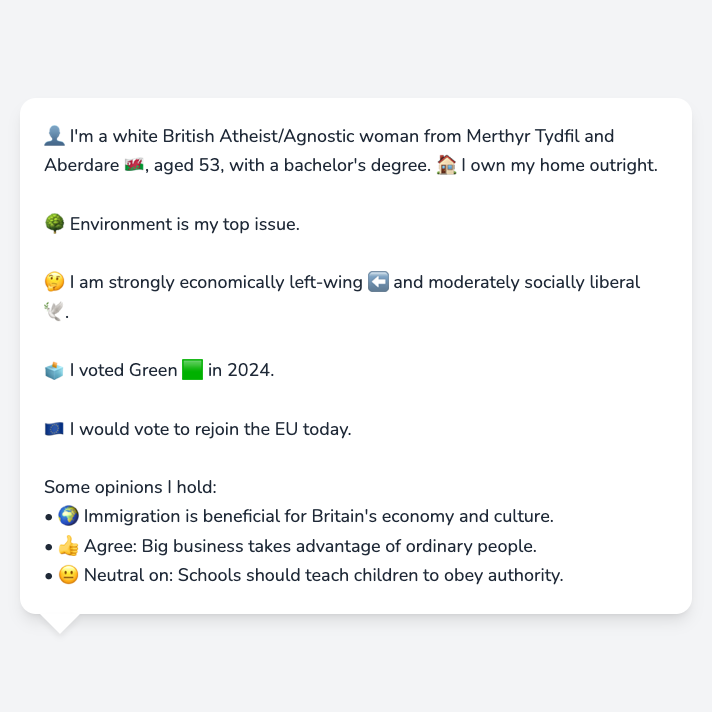 👤 I'm a white British Atheist/Agnostic woman from Merthyr Tydfil and
Aberdare 🏴󠁧󠁢󠁷󠁬󠁳󠁿, aged 53, with a bachelor's degree. 🏠 I own my home outright.
🌳 Environment is my top issue.
🤔 I am strongly economically left-wing ⬅️ and moderately socially liberal
🕊️.
🗳️ I voted Green 🟩 in 2024.
🇪🇺 I would vote to rejoin the EU today.
Some opinions I hold:
• 🌍 Immigration is beneficial for Britain's economy and culture.
• 👍 Agree: Big business takes advantage of ordinary people.
• 😐 Neutral on: Schools should teach children to obey authority.